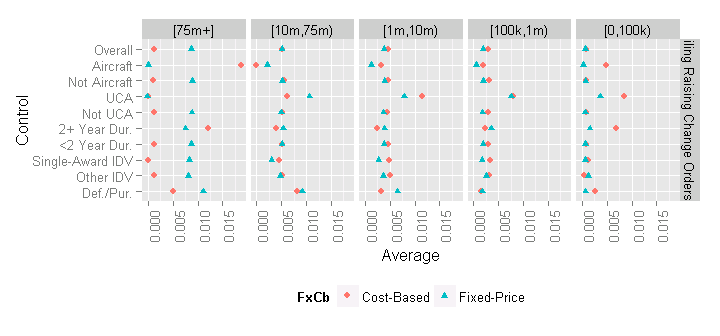 [75m+]
[10m,75m)
[1m,10m)
[100k,1m)
[0,100k)
Control
Overall
Aircraft
Not Aircraft
UCA
Not UCA
2+ Year Dur.
<2 Year Dur.
Single-Award IDV
Other IDV
Def./Pur.
iling Raising Change Orders
0.000 0.005 0.010 0.015
0.000 0.005 0.010 0.015
0.000 0.005 0.010 0.015
0.000 0.005 0.010 0.015
0.000 0.005 0.010 0.015
Average
FxCb Cost-Based Fixed-Price